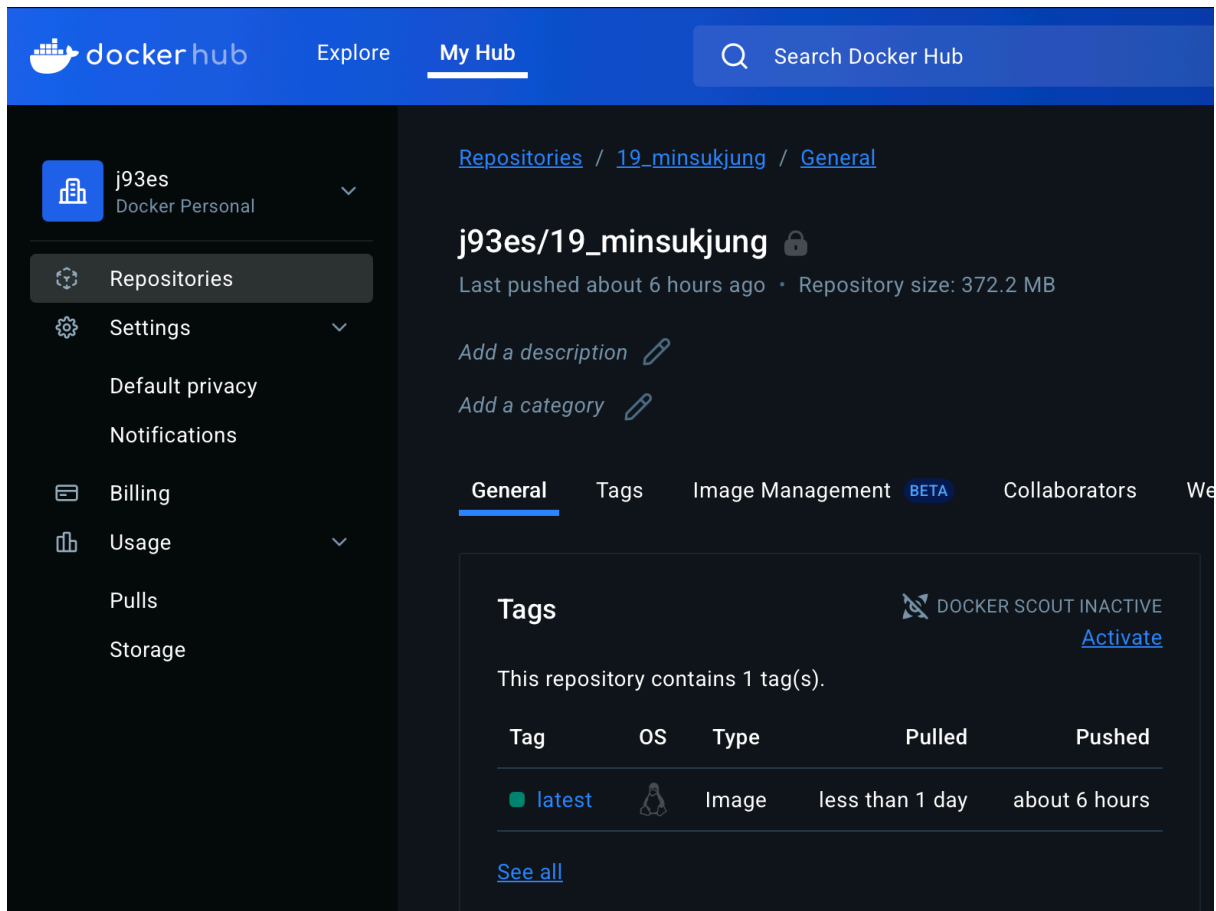 dockerhub
Explore
My Hub
Search Docker Hub
j93es
Docker Personal
Repositories
Settings
Default privacy
Notifications
Billing
Usage
Pulls
Storage
Repositories / 19_minsukjung / General
j93es/19_minsukjung
Last pushed about 6 hours ago • Repository size: 372.2 MB
Add a description
Add a category
General Tags Image Management BETA Collaborators We
Tags
DOCKER SCOUT INACTIVE
Activate
This repository contains 1 tag(s).
Tag OS Type Pulled Pushed
latest Image less than 1 day about 6 hours
See all